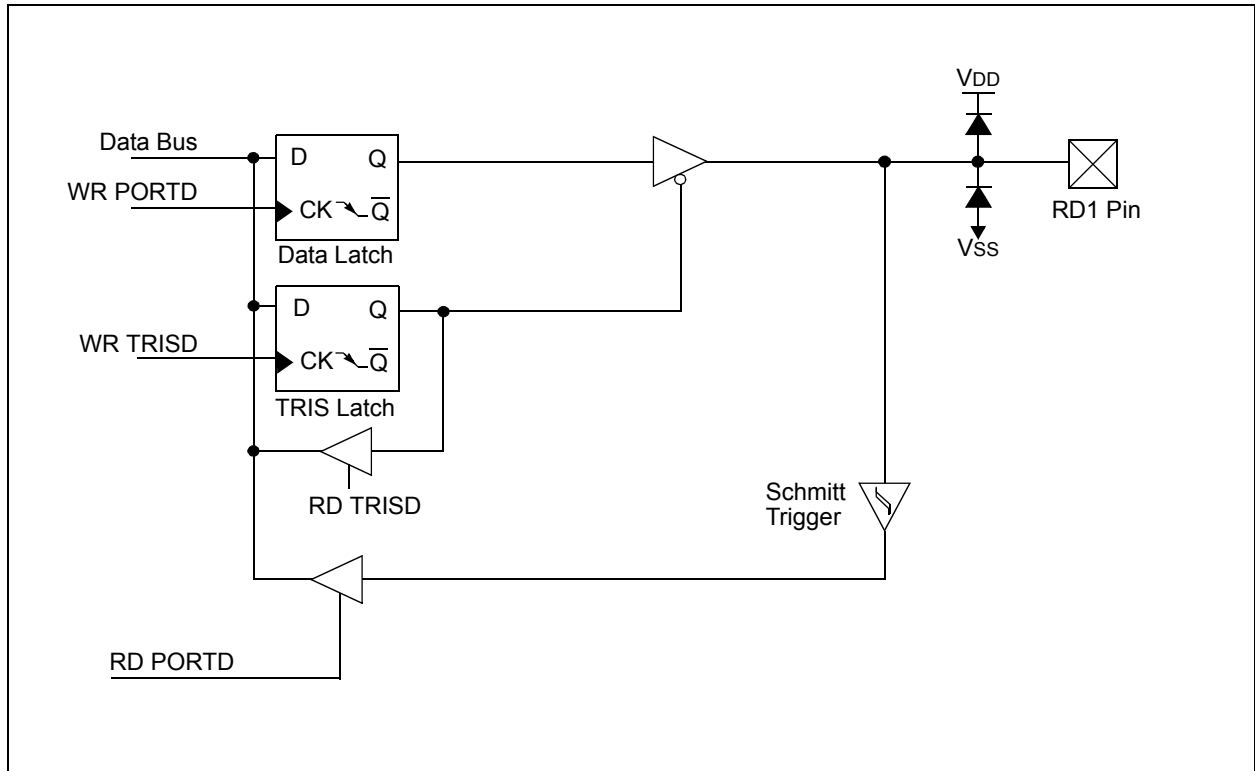 VDD
Data Bus
D Q
WR PORTD
CK Q̅
RD1 Pin
Data Latch
VSS
D Q
WR TRISD
CK Q̅
TRIS Latch
Schmitt
Trigger
RD TRISD
RD PORTD